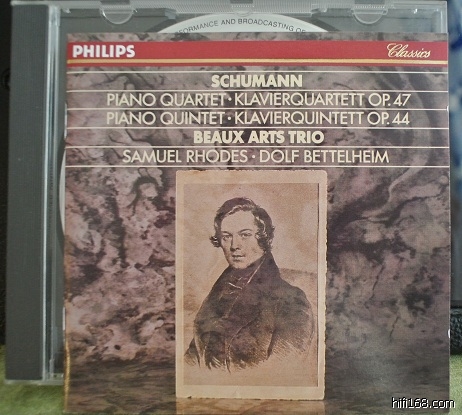 FORMANCE AND BROADCASTING OF
PHILIPS
Classics
SCHUMANN
PIANO QUARTET · KLAVIERQUARTETT OP. 47
PIANO QUINTET · KLAVIERQUINTETT OP. 44
BEAUX ARTS TRIO
SAMUEL RHODES · DOLF BETTELHEIM
hifi168.com